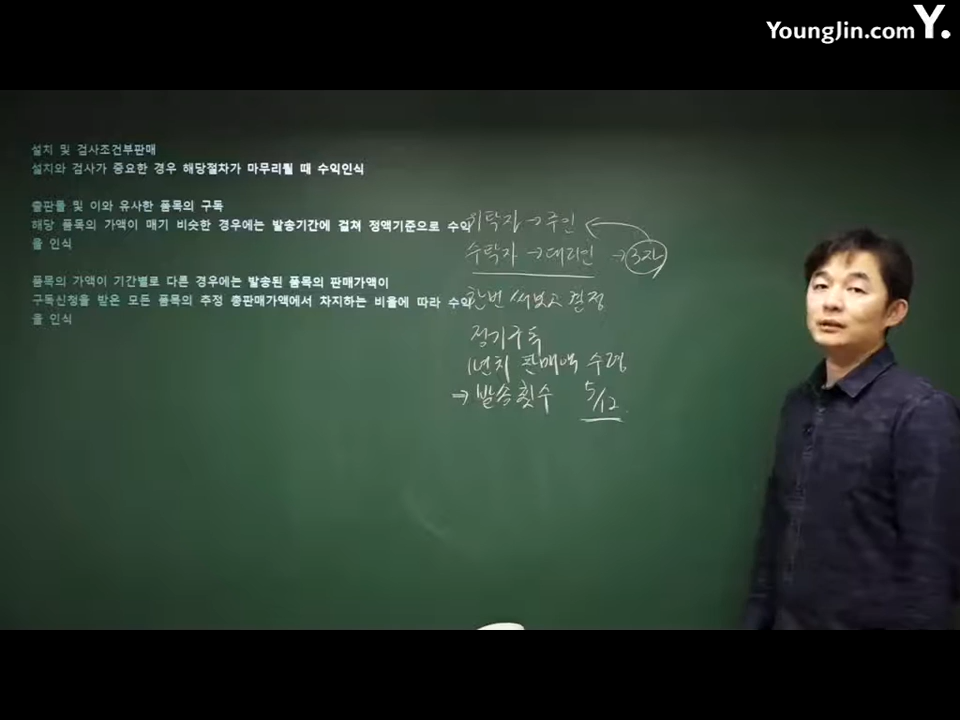 YoungJin.com Y.
설치 및 검사조건부판매
설치와 검사가 중요한 경우 해당절차가 마무리될 때 수익인식
출판물 및 이와 유사한 품목의 구독
해당 품목의 가액이 매기 비슷한 경우에는 발송기간에 걸쳐 정액기준으로 수익
을 인식
품목의 가액이 기간별로 다른 경우에는 발송된 품목의 판매가액이
구독신청을 받은 모든 품목의 추정 총판매가액에서 차지하는 비율에 따라 수익
을 인식
위탁자 → 주인
수탁자 → 대리인 → 3자
한번 써보고 결정
정기구독
1년치 판매액 수령
→ 발송횟수 5/12